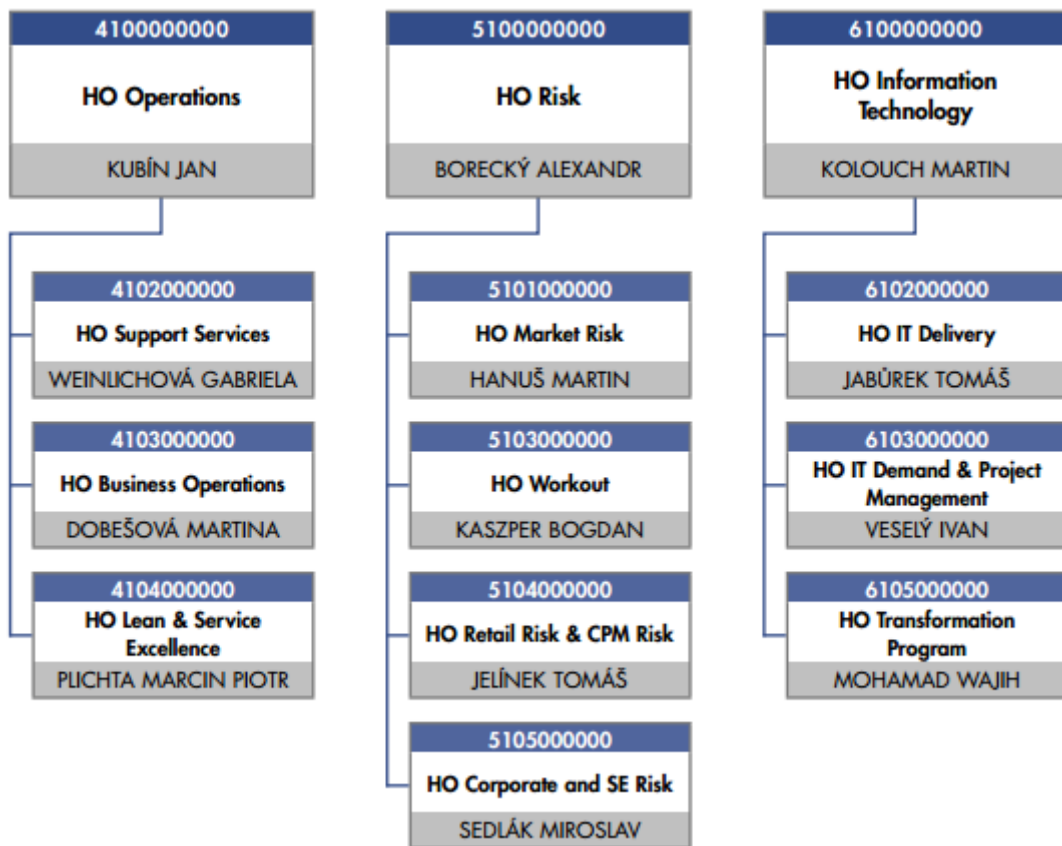 4100000000
HO Operations
KUBÍN JAN
4102000000
HO Support Services
WEINLICHOVÁ GABRIELA
4103000000
HO Business Operations
DOBEŠOVÁ MARTINA
4104000000
HO Lean & Service
Excellence
PLICHTA MARCIN PIOTR
5100000000
HO Risk
BORECKÝ ALEXANDR
5101000000
HO Market Risk
HANUŠ MARTIN
5103000000
HO Workout
KASZPER BOGDAN
5104000000
HO Retail Risk & CPM Risk
JELÍNEK TOMÁŠ
5105000000
HO Corporate and SE Risk
SEDLÁK MIROSLAV
6100000000
HO Information
Technology
KOLOUCH MARTIN
6102000000
HO IT Delivery
JABŮREK TOMÁŠ
6103000000
HO IT Demand & Project
Management
VESELÝ IVAN
6105000000
HO Transformation
Program
MOHAMAD WAJIH